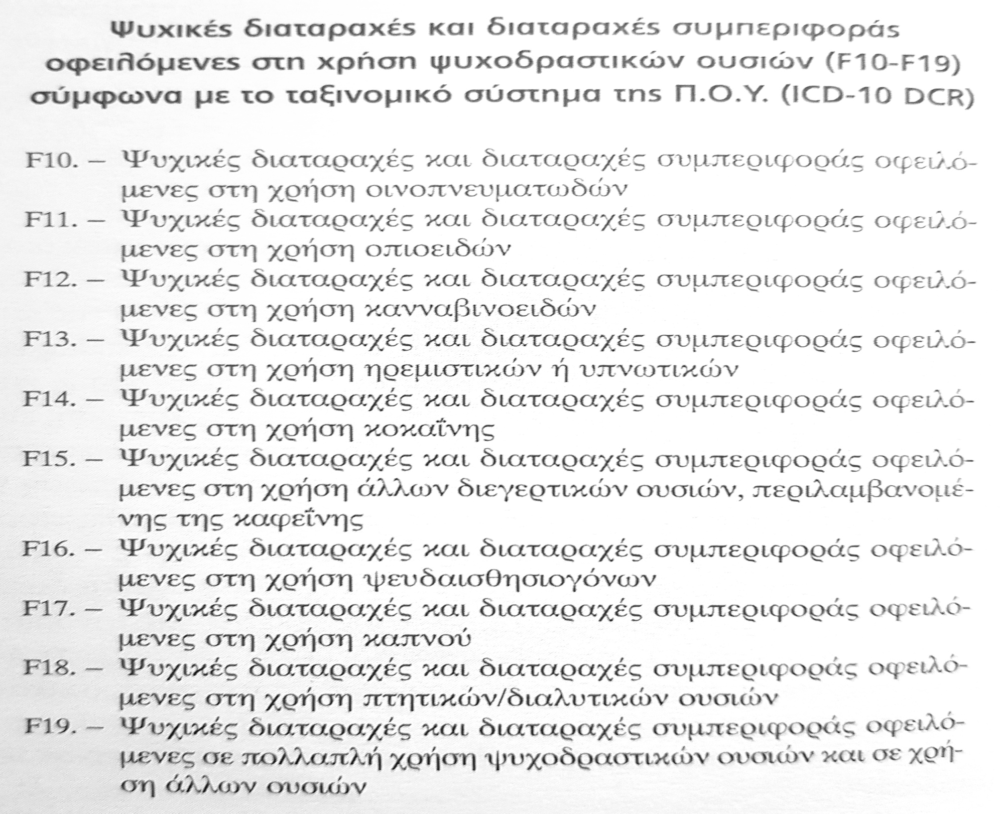 Ψυχικές διαταραχές και διαταραχές συμπεριφοράς
οφειλόμενες στη χρήση ψυχοδραστικών ουσιών (F10-F19)
σύμφωνα με το ταξινομικό σύστημα της Π.Ο.Υ. (ICD-10 DCR)
F10. – Ψυχικές διαταραχές και διαταραχές συμπεριφοράς οφειλό-
μενες στη χρήση οινοπνευματωδών
F11. – Ψυχικές διαταραχές και διαταραχές συμπεριφοράς οφειλό-
μενες στη χρήση οπιοειδών
F12. – Ψυχικές διαταραχές και διαταραχές συμπεριφοράς οφειλό-
μενες στη χρήση κανναβινοειδών
F13. – Ψυχικές διαταραχές και διαταραχές συμπεριφοράς οφειλό-
μενες στη χρήση ηρεμιστικών ή υπνωτικών
F14. – Ψυχικές διαταραχές και διαταραχές συμπεριφοράς οφειλό-
μενες στη χρήση κοκαΐνης
F15. – Ψυχικές διαταραχές και διαταραχές συμπεριφοράς οφειλό-
μενες στη χρήση άλλων διεγερτικών ουσιών, περιλαμβανομέ-
νης της καφεΐνης
F16. – Ψυχικές διαταραχές και διαταραχές συμπεριφοράς οφειλό-
μενες στη χρήση ψευδαισθησιογόνων
F17. – Ψυχικές διαταραχές και διαταραχές συμπεριφοράς οφειλό-
μενες στη χρήση καπνού
F18. – Ψυχικές διαταραχές και διαταραχές συμπεριφοράς οφειλό-
μενες στη χρήση πτητικών/διαλυτικών ουσιών
F19. – Ψυχικές διαταραχές και διαταραχές συμπεριφοράς οφειλό-
μενες σε πολλαπλή χρήση ψυχοδραστικών ουσιών και σε χρή-
ση άλλων ουσιών